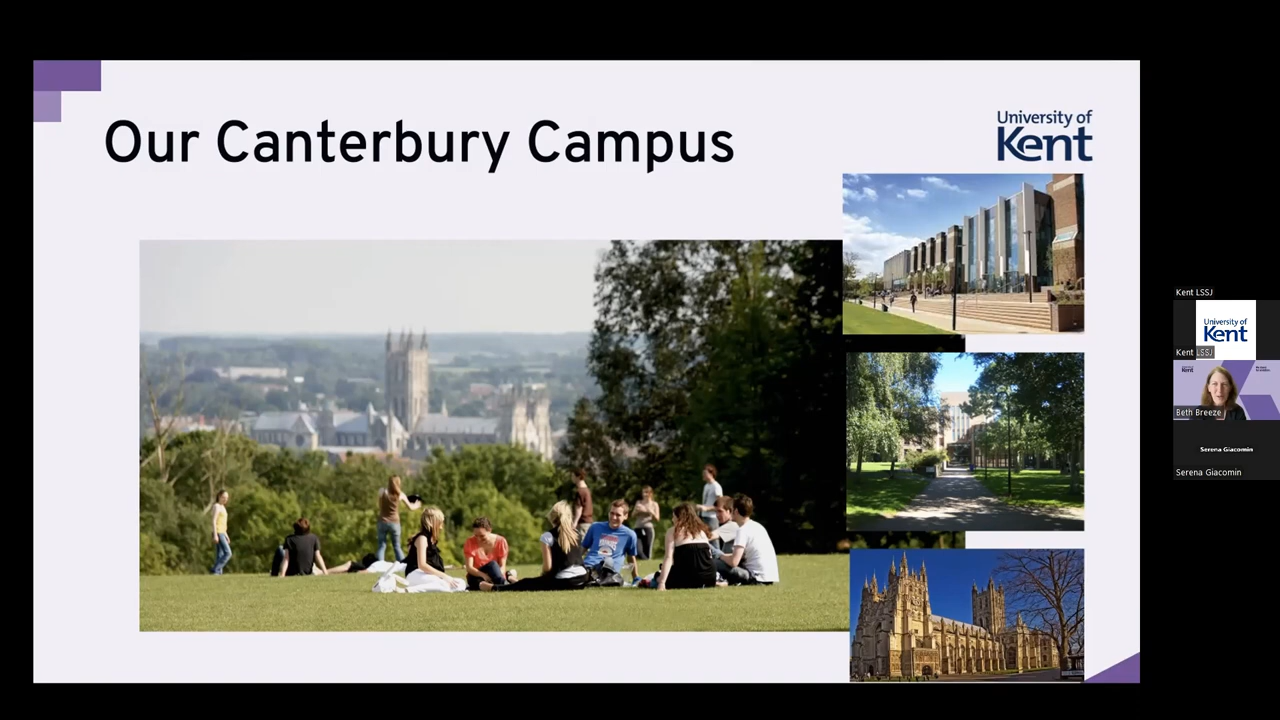 Our Canterbury Campus
University of
Kent
Kent LSSJ
University of
Kent
Kent LSSJ
Kent
Beth Breeze
Serena Giacomin
Serena Giacomin